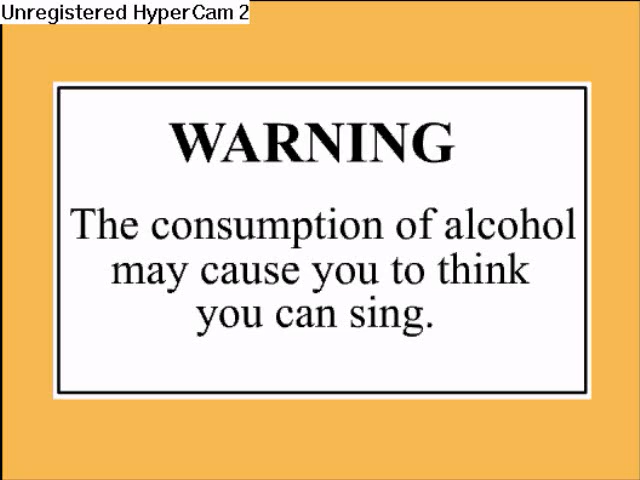 Unregistered HyperCam 2
WARNING
The consumption of alcohol
may cause you to think
you can sing.